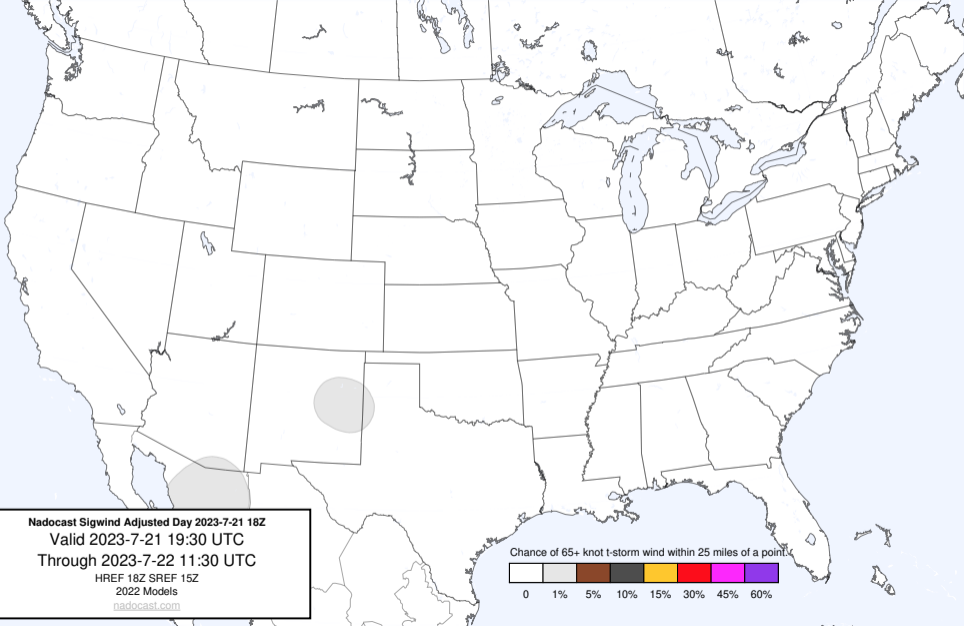 Nadocast Sigwind Adjusted Day 2023-7-21 18Z
Valid 2023-7-21 19:30 UTC
Through 2023-7-22 11:30 UTC
HREF 18Z SREF 15Z
2022 Models
nadocast.com
Chance of 65+ knot t-storm wind within 25 miles of a point.
0 1% 5% 10% 15% 30% 45% 60%